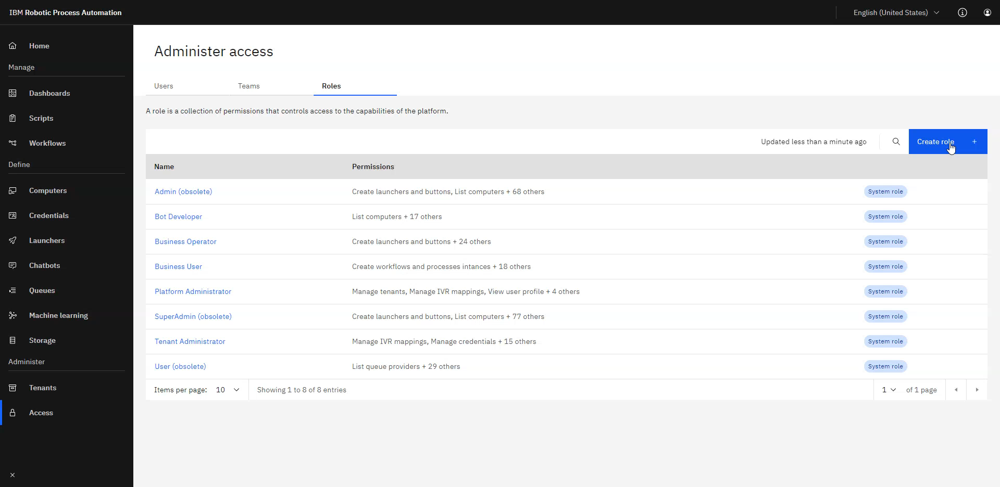 IBM Robotic Process Automation
English (United States)
Home
Manage
Dashboards
Scripts
Workflows
Define
Computers
Credentials
Launchers
Chatbots
Queues
Machine learning
Storage
Administer
Tenants
Access
Administer access
Users Teams Roles
A role is a collection of permissions that controls access to the capabilities of the platform.
Updated less than a minute ago Create role +
Name Permissions
Admin (obsolete) Create launchers and buttons, List computers + 68 others System role
Bot Developer List computers + 17 others System role
Business Operator Create launchers and buttons + 24 others System role
Business User Create workflows and processes intances + 18 others System role
Platform Administrator Manage tenants, Manage IVR mappings, View user profile + 4 others System role
SuperAdmin (obsolete) Create launchers and buttons, List computers + 77 others System role
Tenant Administrator Manage IVR mappings, Manage credentials + 15 others System role
User (obsolete) List queue providers + 29 others System role
Items per page: 10 Showing 1 to 8 of 8 entries 1 of 1 page